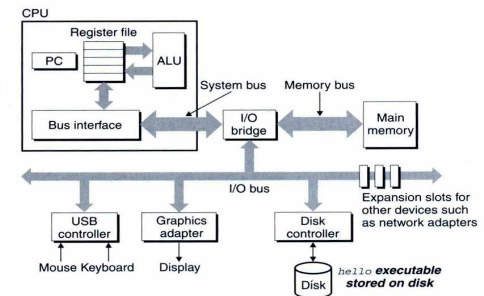 CPU
Register file
PC
ALU
System bus
Memory bus
Bus interface
I/O
bridge
Main
memory
I/O bus
Expansion slots for
other devices such
as network adapters
USB
controller
Graphics
adapter
Disk
controller
Mouse Keyboard
Display
Disk
hello executable
stored on disk